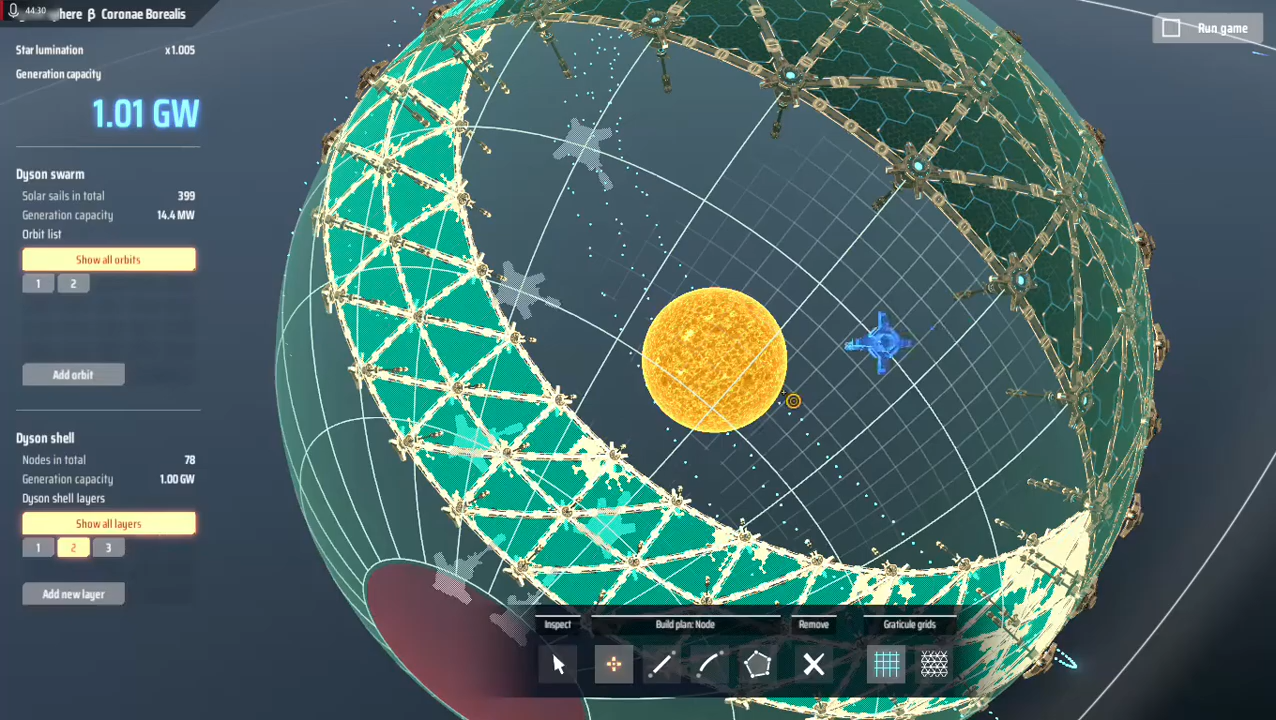 44:30
here β Coronae Borealis
Run game
Star lumination x1.005
Generation capacity
1.01 GW
Dyson swarm
Solar sails in total 399
Generation capacity 14.4 MW
Orbit list
Show all orbits
1 2
Add orbit
Dyson shell
Nodes in total 78
Generation capacity 1.00 GW
Dyson shell layers
Show all layers
1 2 3
Add new layer
Inspect Build plan: Node Remove Graticule grids